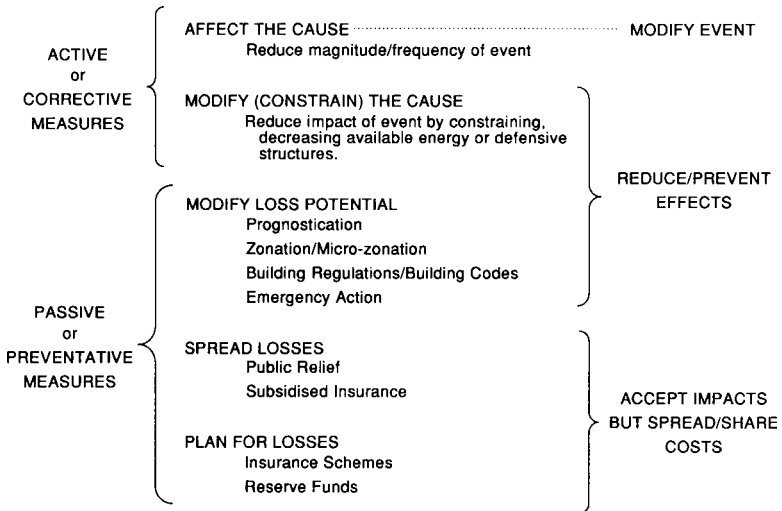 AFFECT THE CAUSE
MODIFY EVENT
Reduce magnitude/frequency of event
ACTIVE
or
CORRECTIVE
MEASURES
MODIFY (CONSTRAIN) THE CAUSE
Reduce impact of event by constraining,
decreasing available energy or defensive
structures.
REDUCE/PREVENT
EFFECTS
MODIFY LOSS POTENTIAL
Prognostication
Zonation/Micro-zonation
Building Regulations/Building Codes
Emergency Action
PASSIVE
or
PREVENTATIVE
MEASURES
SPREAD LOSSES
Public Relief
Subsidised Insurance
ACCEPT IMPACTS
BUT SPREAD/SHARE
COSTS
PLAN FOR LOSSES
Insurance Schemes
Reserve Funds